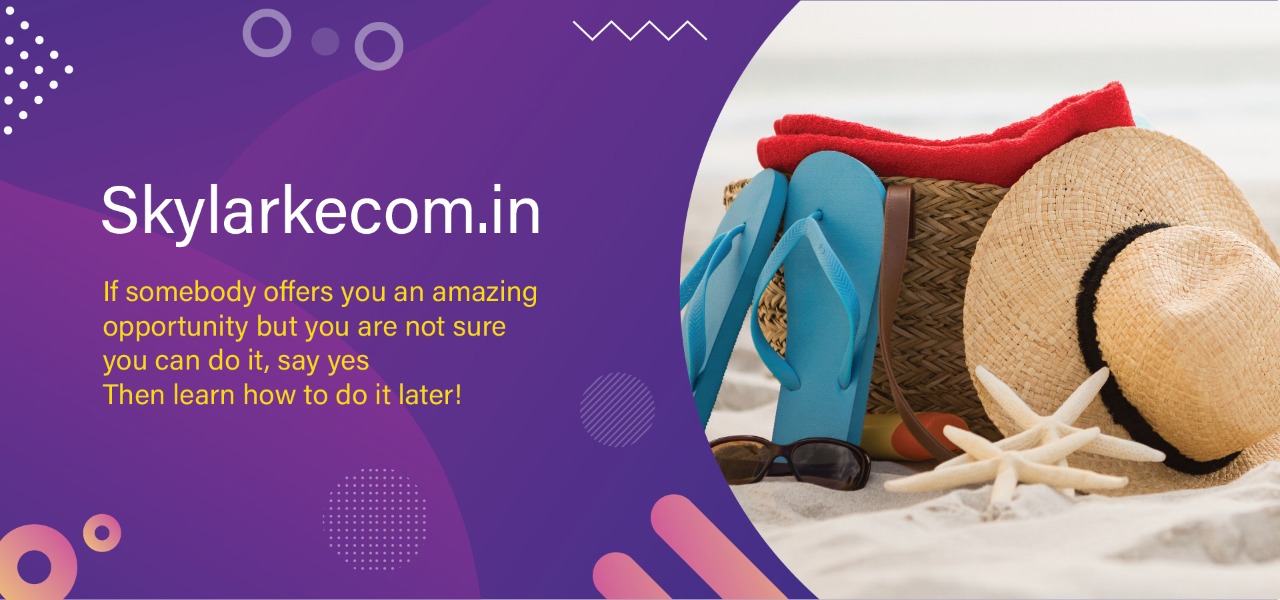 Skylarkecom.in
If somebody offers you an amazing
opportunity but you are not sure
you can do it, say yes
Then learn how to do it later!